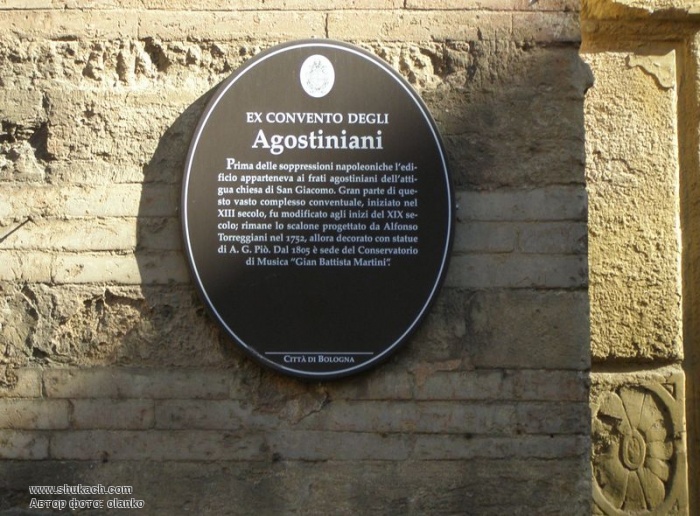 EX CONVENTO DEGLI
Agostiniani
Prima delle soppressioni napoleoniche l'edi-
ficio apparteneva ai frati agostiniani dell'atti-
gua chiesa di San Giacomo. Gran parte di que-
sto vasto complesso conventuale, iniziato nel
XIII secolo, fu modificato agli inizi del XIX se-
colo; rimane lo scalone progettato da Alfonso
Torreggiani nel 1752, allora decorato con statue
di A. G. Piò. Dal 1805 è sede del Conservatorio
di Musica "Gian Battista Martini".
CITTÀ DI BOLOGNA
www.shukach.com
Автор фото: olanko